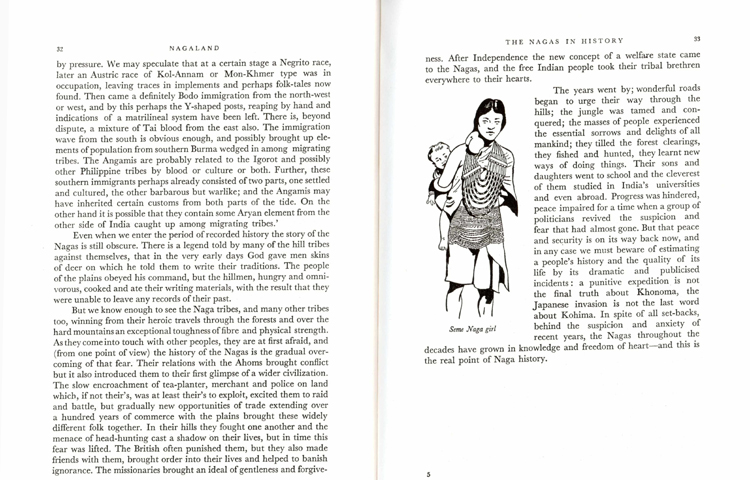 32 NAGALAND
by pressure. We may speculate that at a certain stage a Negrito race,
later an Austric race of Kol-Annam or Mon-Khmer type was in
occupation, leaving traces in implements and perhaps folk-tales now
found. Then came a definitely Bodo immigration from the north-west
or west, and by this perhaps the Y-shaped posts, reaping by hand and
indications of a matrilineal system have been left. There is, beyond
dispute, a mixture of Tai blood from the east also. The immigration
wave from the south is obvious enough, and possibly brought up ele-
ments of population from southern Burma wedged in among migrating
tribes. The Angamis are probably related to the Igorot and possibly
other Philippine tribes by blood or culture or both. Further, these
southern immigrants perhaps already consisted of two parts, one settled
and cultured, the other barbarous but warlike; and the Angamis may
have inherited certain customs from both parts of the tide. On the
other hand it is possible that they contain some Aryan element from the
other side of India caught up among migrating tribes.'
Even when we enter the period of recorded history the story of the
Nagas is still obscure. There is a legend told by many of the hill tribes
against themselves, that in the very early days God gave men skins
of deer on which he told them to write their traditions. The people
of the plains obeyed his command, but the hillmen, hungry and omni-
vorous, cooked and ate their writing materials, with the result that they
were unable to leave any records of their past.
But we know enough to see the Naga tribes, and many other tribes
too, winning from their heroic travels through the forests and over the
hard mountains an exceptional toughness of fibre and physical strength.
As they come into touch with other peoples, they are at first afraid, and
(from one point of view) the history of the Nagas is the gradual over-
coming of that fear. Their relations with the Ahoms brought conflict
but it also introduced them to their first glimpse of a wider civilization.
The slow encroachment of tea-planter, merchant and police on land
which, if not their's, was at least their's to exploit, excited them to raid
and battle, but gradually new opportunities of trade extending over
a hundred years of commerce with the plains brought these widely
different folk together. In their hills they fought one another and the
menace of head-hunting cast a shadow on their lives, but in time this
fear was lifted. The British often punished them, but they also made
friends with them, brought order into their lives and helped to banish
ignorance. The missionaries brought an ideal of gentleness and forgive-
THE NAGAS IN HISTORY 33
ness. After Independence the new concept of a welfare state came
to the Nagas, and the free Indian people took their tribal brethren
everywhere to their hearts.
The years went by; wonderful roads
began to urge their way through the
hills; the jungle was tamed and con-
quered; the masses of people experienced
the essential sorrows and delights of all
mankind; they tilled the forest clearings,
they fished and hunted, they learnt new
ways of doing things. Their sons and
daughters went to school and the cleverest
of them studied in India's universities
and even abroad. Progress was hindered,
peace impaired for a time when a group of
politicians revived the suspicion and
fear that had almost gone. But that peace
and security is on its way back now, and
in any case we must beware of estimating
a people's history and the quality of its
life by its dramatic and publicised
incidents: a punitive expedition is not
the final truth about Khonoma, the
Japanese invasion is not the last word
about Kohima. In spite of all set-backs,
behind the suspicion and anxiety of
recent years, the Nagas throughout the
decades have grown in knowledge and freedom of heart—and this is
the real point of Naga history.
Sema Naga girl
5